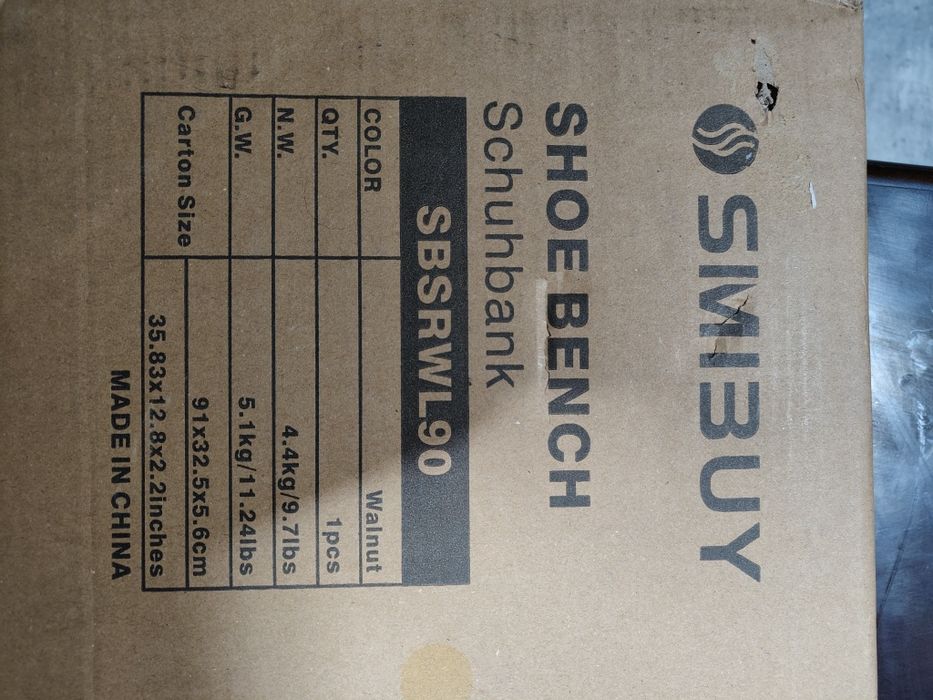 SIMBUY
SHOE BENCH
Schuhbank
SBSRWL90
COLOR Walnut
QTY. 1pcs
N.W. 4.4kg/9.7lbs
G.W. 5.1kg/11.24lbs
Carton Size 91x32.5x5.6cm
35.83x12.8x2.2inches
MADE IN CHINA